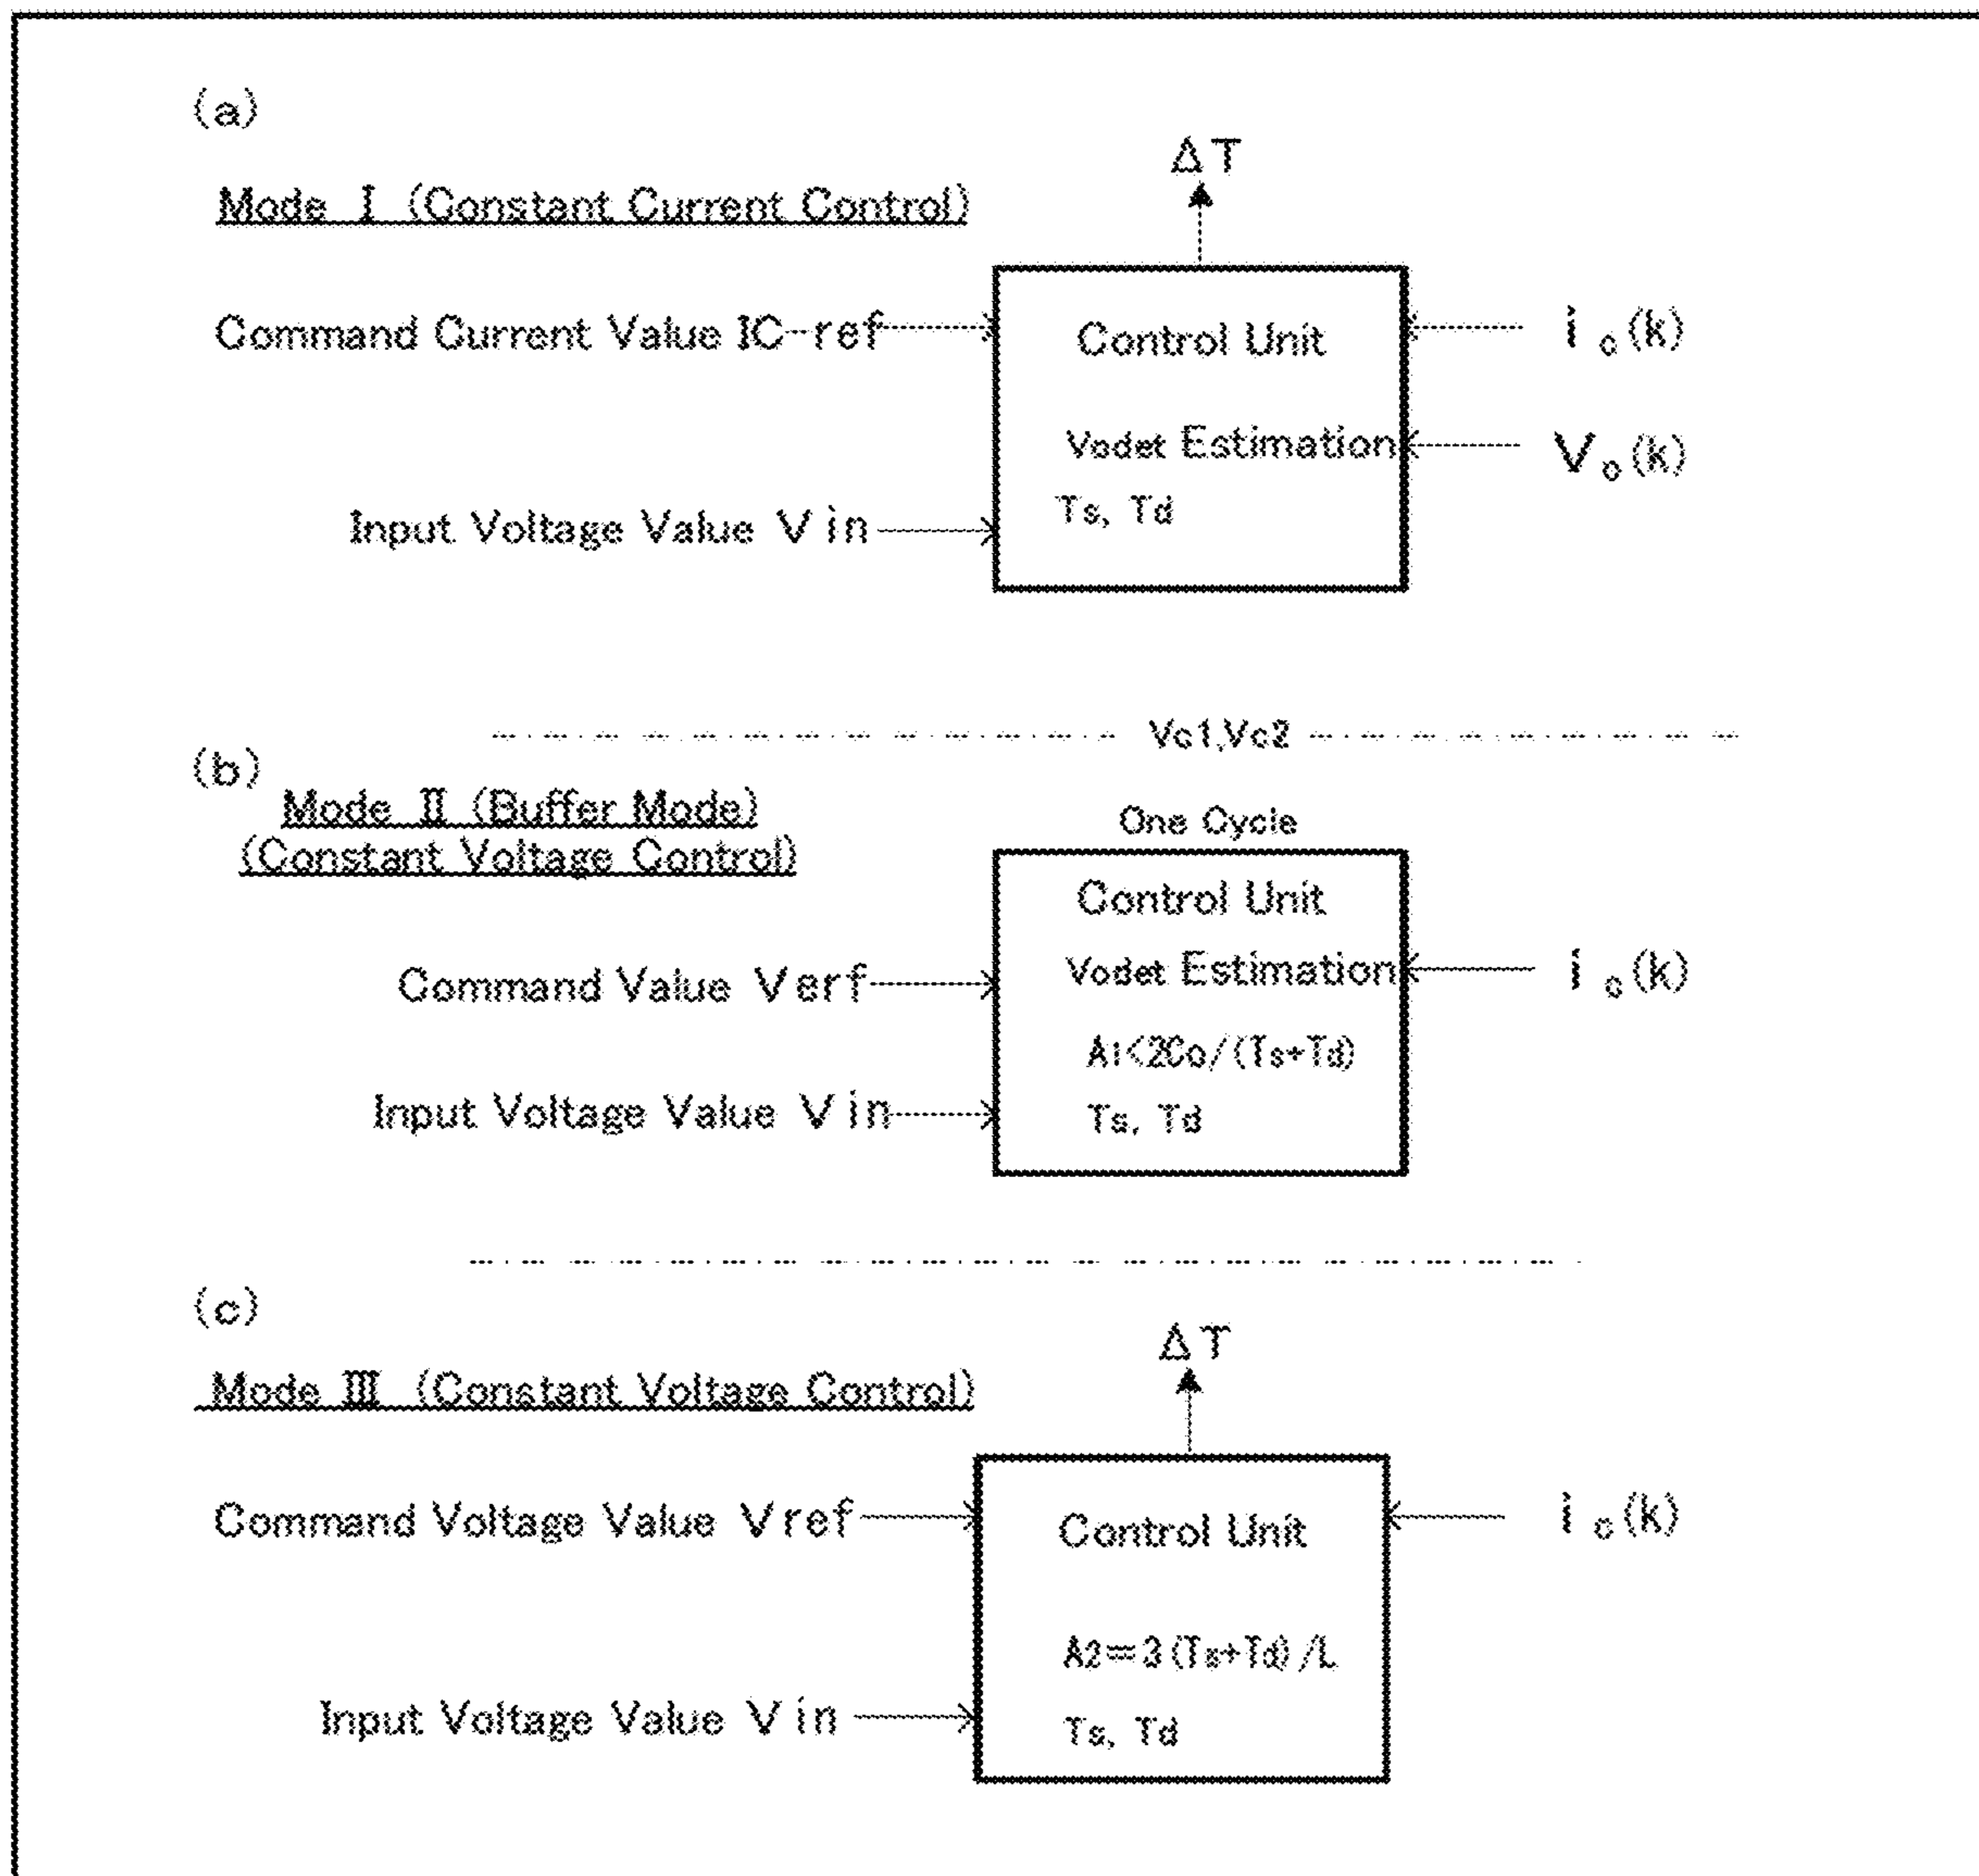 (a)
ΔT
Mode Ⅰ (Constant Current Control)
Command Current Value IC-ref
Control Unit
i c(k)
Vodet Estimation
Vo(k)
Ts, Td
Input Voltage Value Vin
Vc1,Vc2
(b)
Mode Ⅱ (Buffer Mode)
(Constant Voltage Control)
One Cycle
Control Unit
Vodet Estimation
i c(k)
Command Value Verf
A1<2Co/(Ts+Td)
Input Voltage Value Vin
Ts, Td
(c)
ΔT
Mode Ⅲ (Constant Voltage Control)
Command Voltage Value Vref
Control Unit
i c(k)
A2=3(Ts+Td)/L
Input Voltage Value Vin
Ts, Td